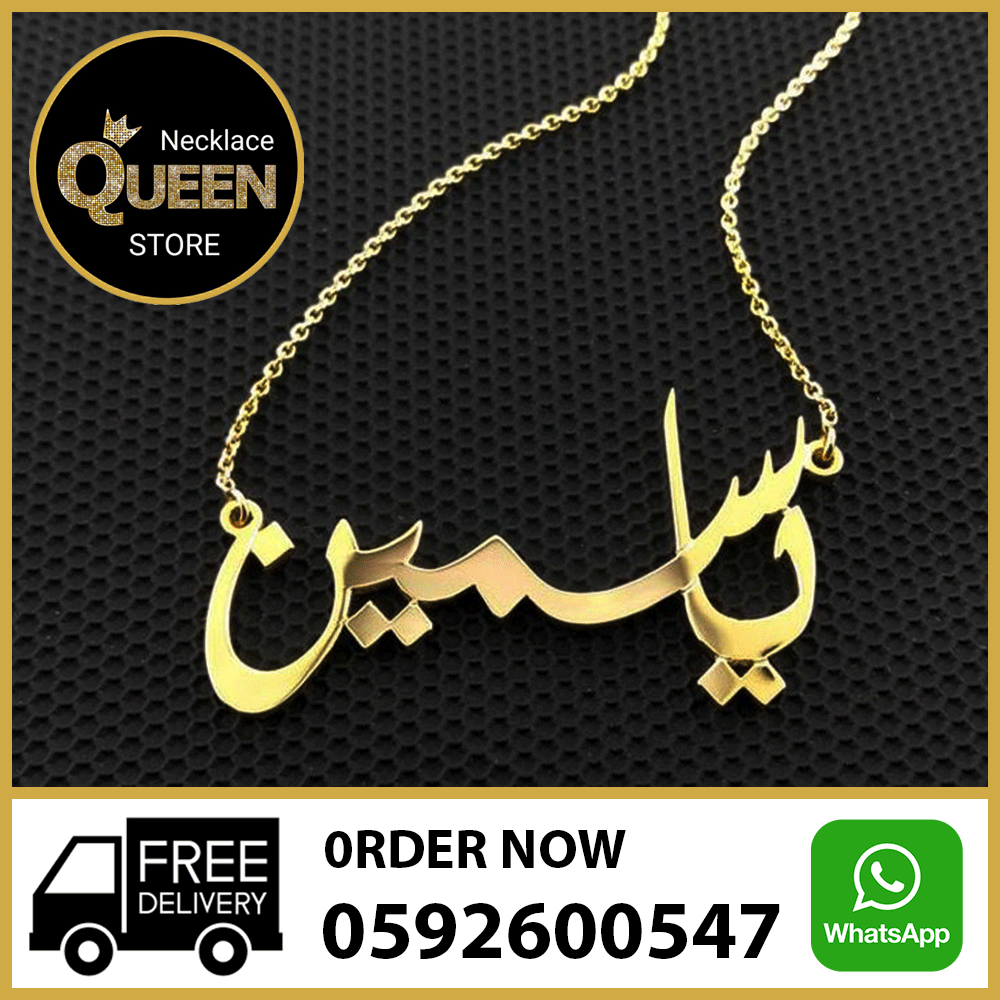 Necklace
QUEEN
STORE
ياسمين
FREE
DELIVERY
0RDER NOW
0592600547
WhatsApp